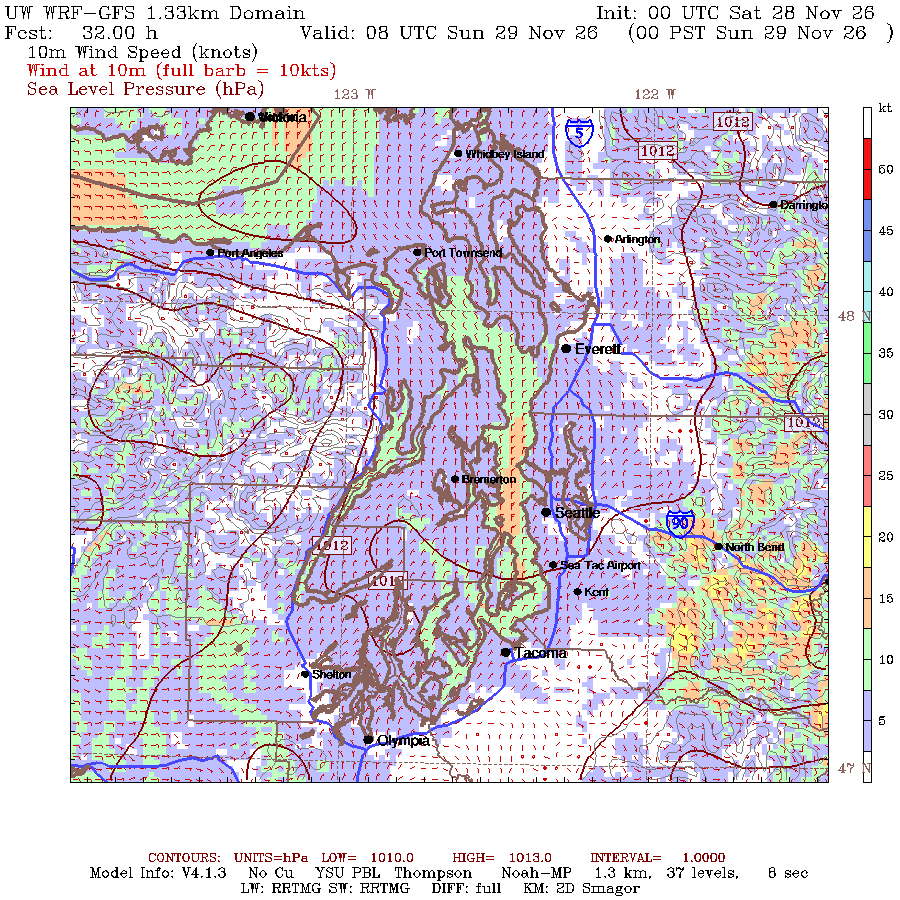 UW WRF-GFS 1.33km Domain Init: 00 UTC Sat 28 Nov 26
Fcst: 32.00 h Valid: 08 UTC Sun 29 Nov 26 (00 PST Sun 29 Nov 26 )
10m Wind Speed (knots)
Wind at 10m (full barb = 10kts)
Sea Level Pressure (hPa)
123 W 122 W
kt
Victoria
1012
5
1012
Whidbey Island
60
Darringto
45
Arlington
Port Angeles
Port Townsend
40
48 N
Everett
35
30
1012
25
Bremerton
Seattle
90
20
1012
North Bend
Sea Tac Airport
1013
Kent
15
Tacoma
10
Shelton
5
Olympia
47 N
CONTOURS: UNITS=hPa LOW= 1010.0 HIGH= 1013.0 INTERVAL= 1.0000
Model Info: V4.1.3 No Cu YSU PBL Thompson Noah-MP 1.3 km, 37 levels, 8 sec
LW: RRTMG SW: RRTMG DIFF: full KM: 2D Smagor